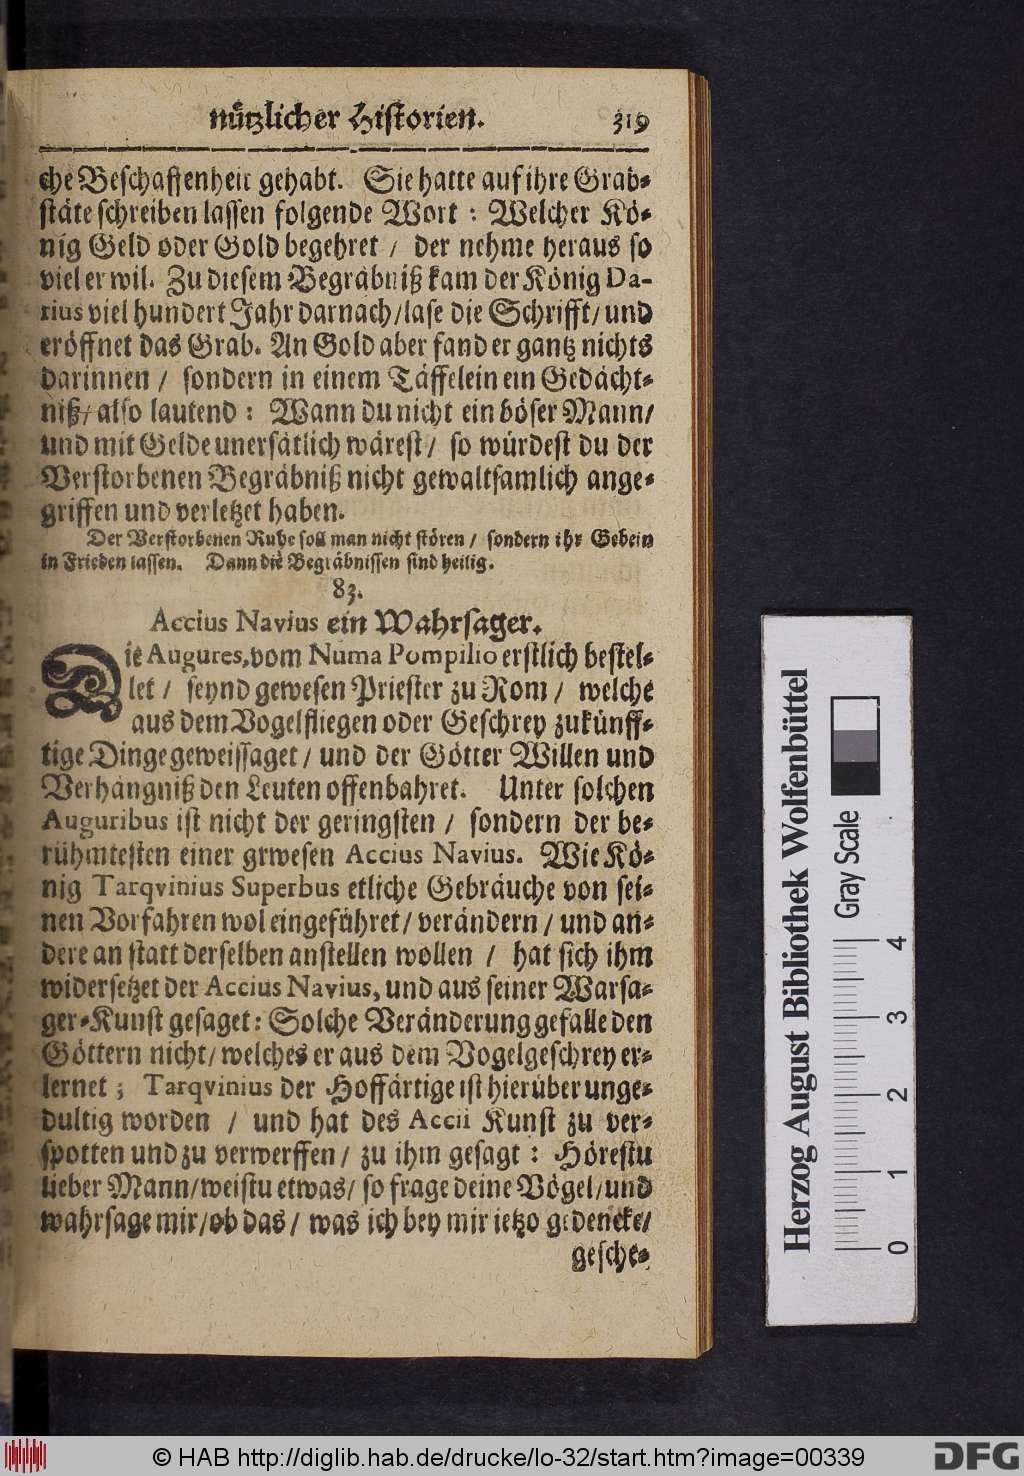 nützlicher Historien. 319
che Beschaffenheit gehabt. Sie hatte auf ihre Grab-
stäte schreiben lassen folgende Wort : Welcher Kö-
nig Geld oder Gold begehret / der nehme heraus so
viel er wil. Zu diesem Begräbniß kam der König Da-
rius viel hundert Jahr darnach / lase die Schrifft / und
eröffnet das Grab. An Gold aber fand er gantz nichts
darinnen / sondern in einem Täffelein ein Gedächt-
niß / also lautend : Wann du nicht ein böser Mann /
und mit Gelde unersätlich wärest / so würdest du der
Verstorbenen Begräbniß nicht gewaltsamlich ange-
griffen und verletzet haben.
Der Verstorbenen Ruhe soll man nicht stören / sondern ihr Gebein
in Frieden lassen. Dann die Begräbnissen sind heilig.
83.
Accius Navius ein Wahrsager.
Die Augures, vom Numa Pompilio erstlich bestel-
let / seynd gewesen Priester zu Rom / welche
aus dem Vogelfliegen oder Geschrey zukünff-
tige Dinge geweissaget / und der Götter Willen und
Verhängniß den Leuten offenbahret. Unter solchen
Auguribus ist nicht der geringsten / sondern der be-
rühmtesten einer grwesen Accius Navius. Wie Kö-
nig Tarqvinius Superbus etliche Gebräuche von sei-
nen Vorfahren wol eingeführet / verändern / und an-
dere an statt derselben anstellen wollen / hat sich ihm
widersetzet der Accius Navius, und aus seiner Warsa-
ger-Kunst gesaget: Solche Veränderung gefalle den
Göttern nicht / welches er aus dem Vogelgeschrey er-
lernet ; Tarqvinius der Hoffärtige ist hierüber unge-
dultig worden / und hat des Accii Kunst zu ver-
spotten und zu verwerffen / zu ihm gesagt : Hörestu
lieber Mann / weistu etwas / so frage deine Vögel / und
wahrsage mir / ob das / was ich bey mir ietzo gedencke /
gesche-
Herzog August Bibliothek Wolfenbüttel
Gray Scale
0 1 2 3 4
© HAB http://diglib.hab.de/drucke/lo-32/start.htm?image=00339
DFG